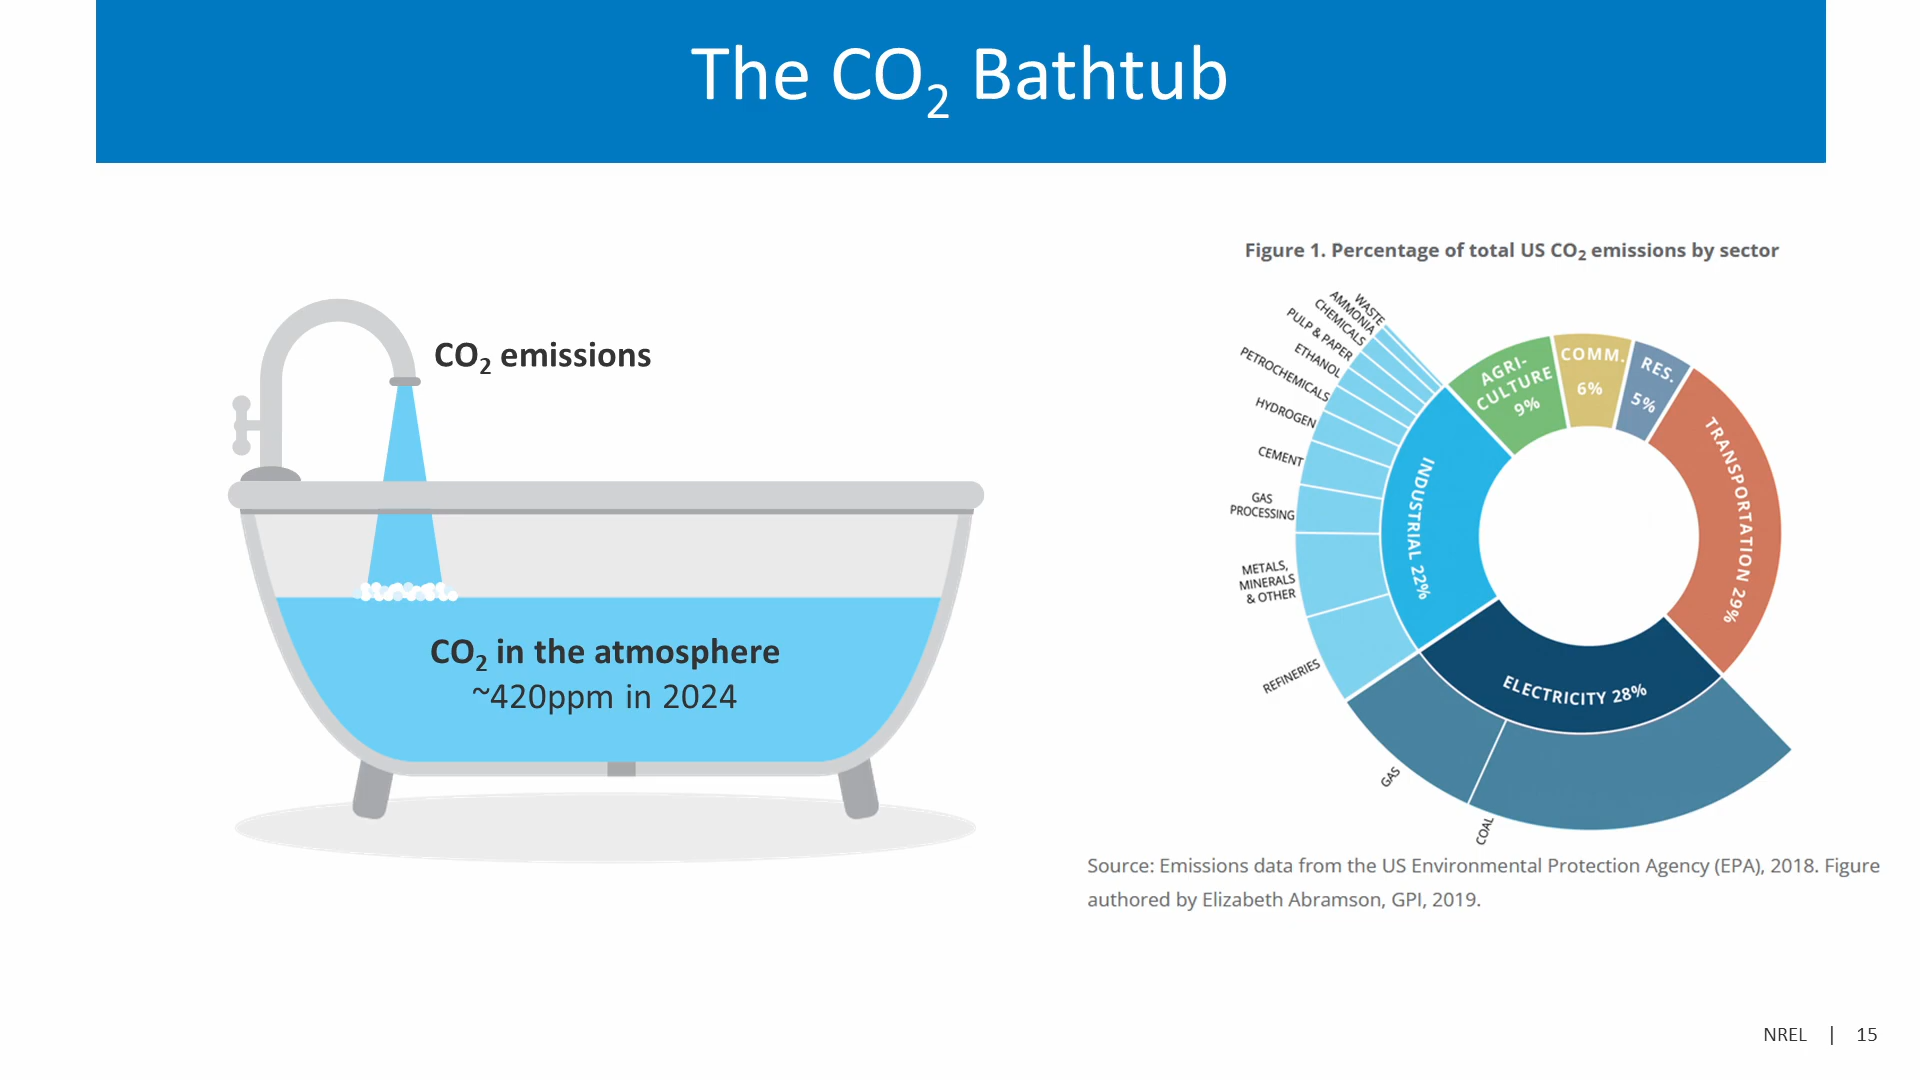 The CO₂ Bathtub
CO₂ emissions
CO₂ in the atmosphere
~420ppm in 2024
Figure 1. Percentage of total US CO₂ emissions by sector
WASTE
AMMONIA
CHEMICALS
PULP & PAPER
ETHANOL
PETROCHEMICALS
HYDROGEN
CEMENT
GAS
PROCESSING
METALS,
MINERALS
& OTHER
REFINERIES
INDUSTRIAL 22%
AGRI-
CULTURE
9%
COMM.
6%
RES.
5%
TRANSPORTATION 29%
ELECTRICITY 28%
GAS
COAL
Source: Emissions data from the US Environmental Protection Agency (EPA), 2018. Figure
authored by Elizabeth Abramson, GPI, 2019.
NREL | 15